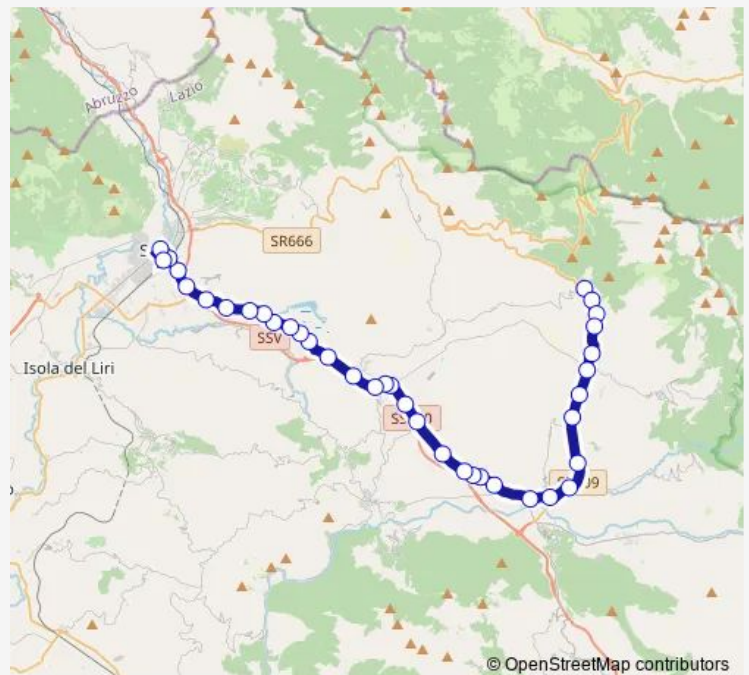 Abruzzo
Lazio
SR666
SSV
Isola del Liri
© OpenStreetMap contributors